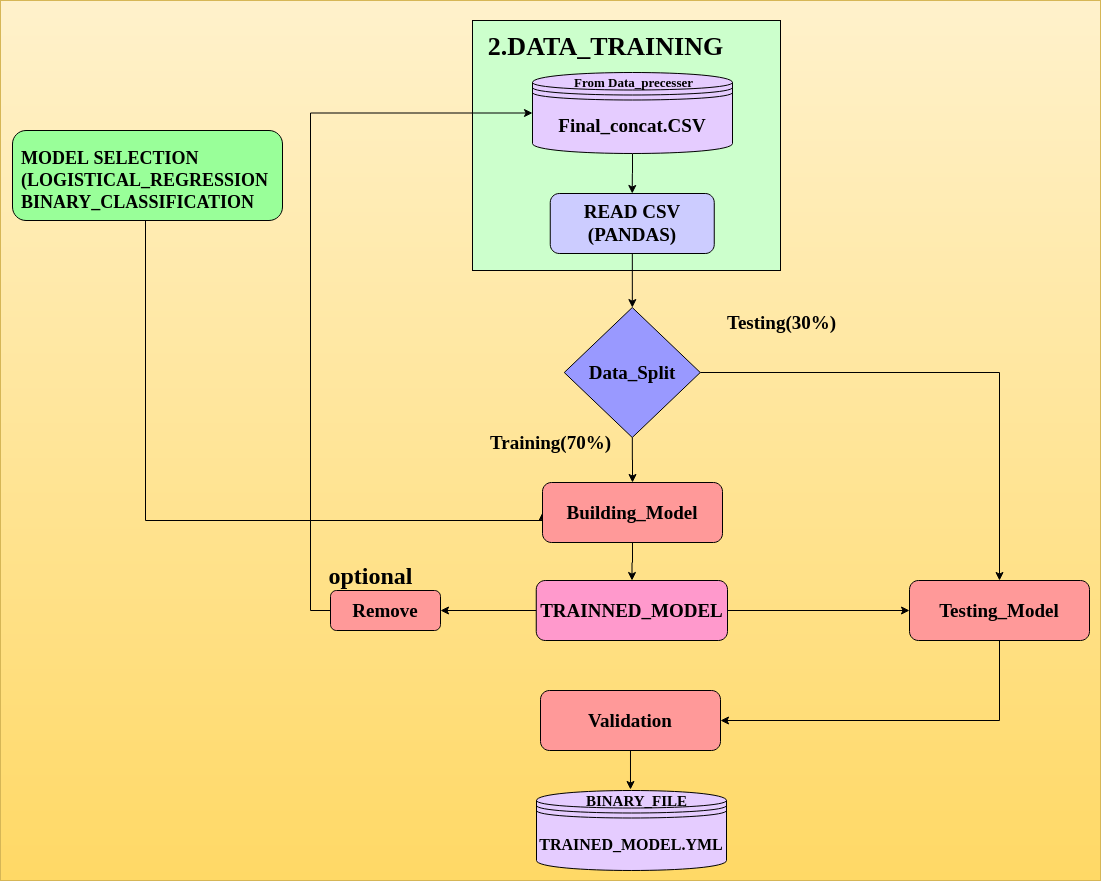 2.DATA_TRAINING
From Data_precesser
Final_concat.CSV
MODEL SELECTION
(LOGISTICAL_REGRESSION
BINARY_CLASSIFICATION
READ CSV
(PANDAS)
Testing(30%)
Data_Split
Training(70%)
Building_Model
optional
Remove
TRAINNED_MODEL
Testing_Model
Validation
BINARY_FILE
TRAINED_MODEL.YML